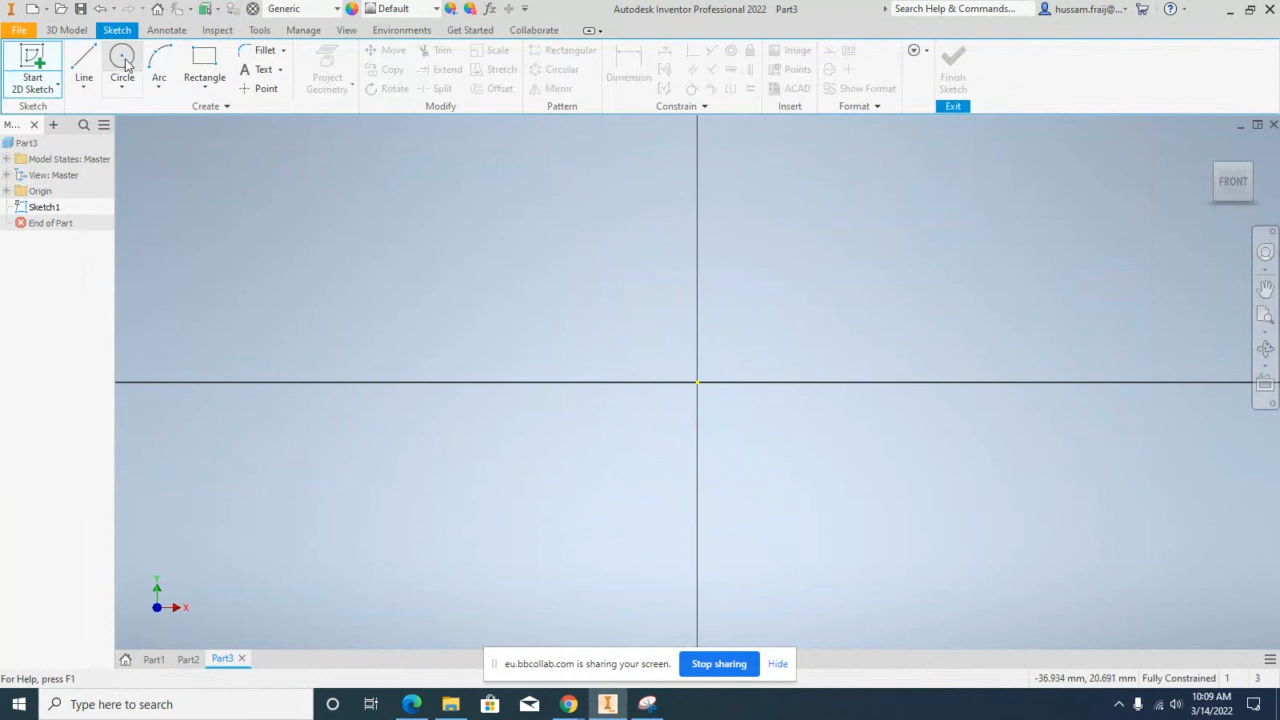 Generic Default Autodesk Inventor Professional 2022 Part3 Search Help & Commands... hussam.fraij@...
File 3D Model Sketch Annotate Inspect Tools Manage View Environments Get Started Collaborate
Start 2D Sketch
Line
Circle
Arc
Rectangle
Fillet
Text
Point
Project Geometry
Move
Copy
Rotate
Trim
Extend
Split
Scale
Stretch
Offset
Rectangular
Circular
Mirror
Dimension
Image
Points
ACAD
Show Format
Finish Sketch
Sketch Create Modify Pattern Constrain Insert Format Exit
M...
Part3
Model States: Master
View: Master
Origin
Sketch1
End of Part
FRONT
Y
X
Part1 Part2 Part3
eu.bbcollab.com is sharing your screen. Stop sharing Hide
For Help, press F1
-36.934 mm, 20.691 mm Fully Constrained 1 3
Type here to search
10:09 AM
3/14/2022